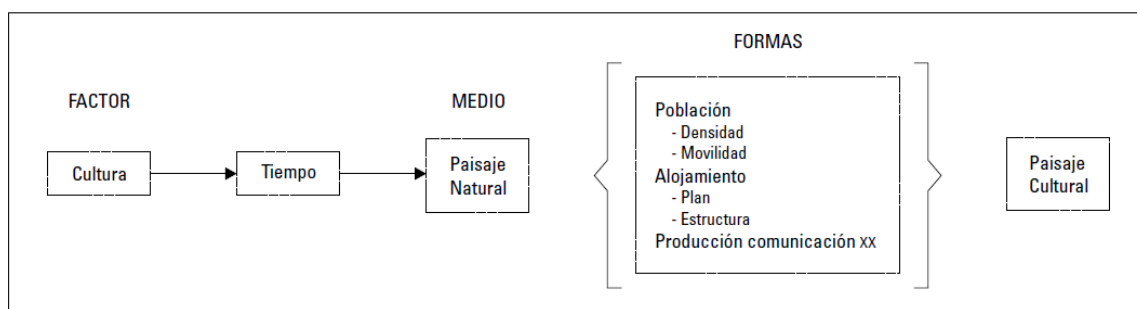 FORMAS
FACTOR
MEDIO
Cultura
Tiempo
Paisaje
Natural
Población
- Densidad
- Movilidad
Alojamiento
- Plan
- Estructura
Producción comunicación XX
Paisaje
Cultural